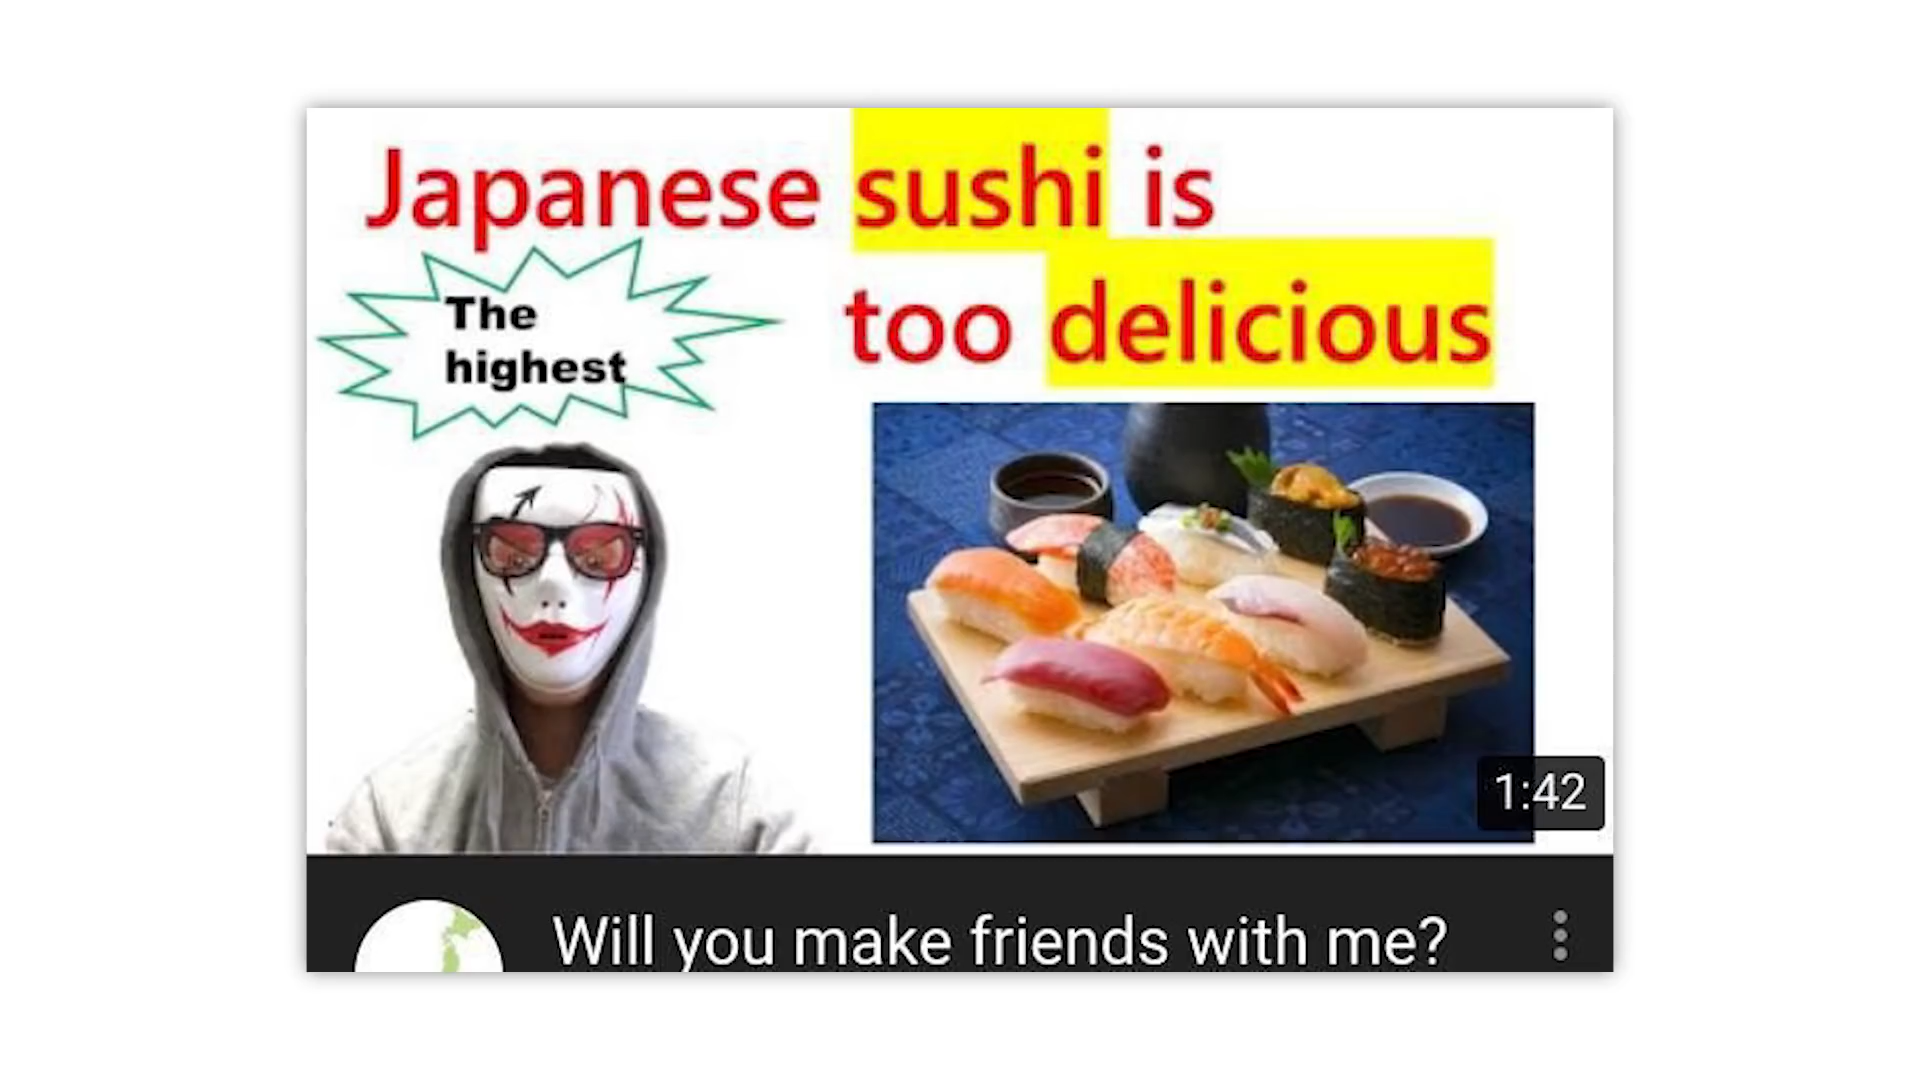 Japanese sushi is
too delicious
The
highest
1:42
Will you make friends with me?